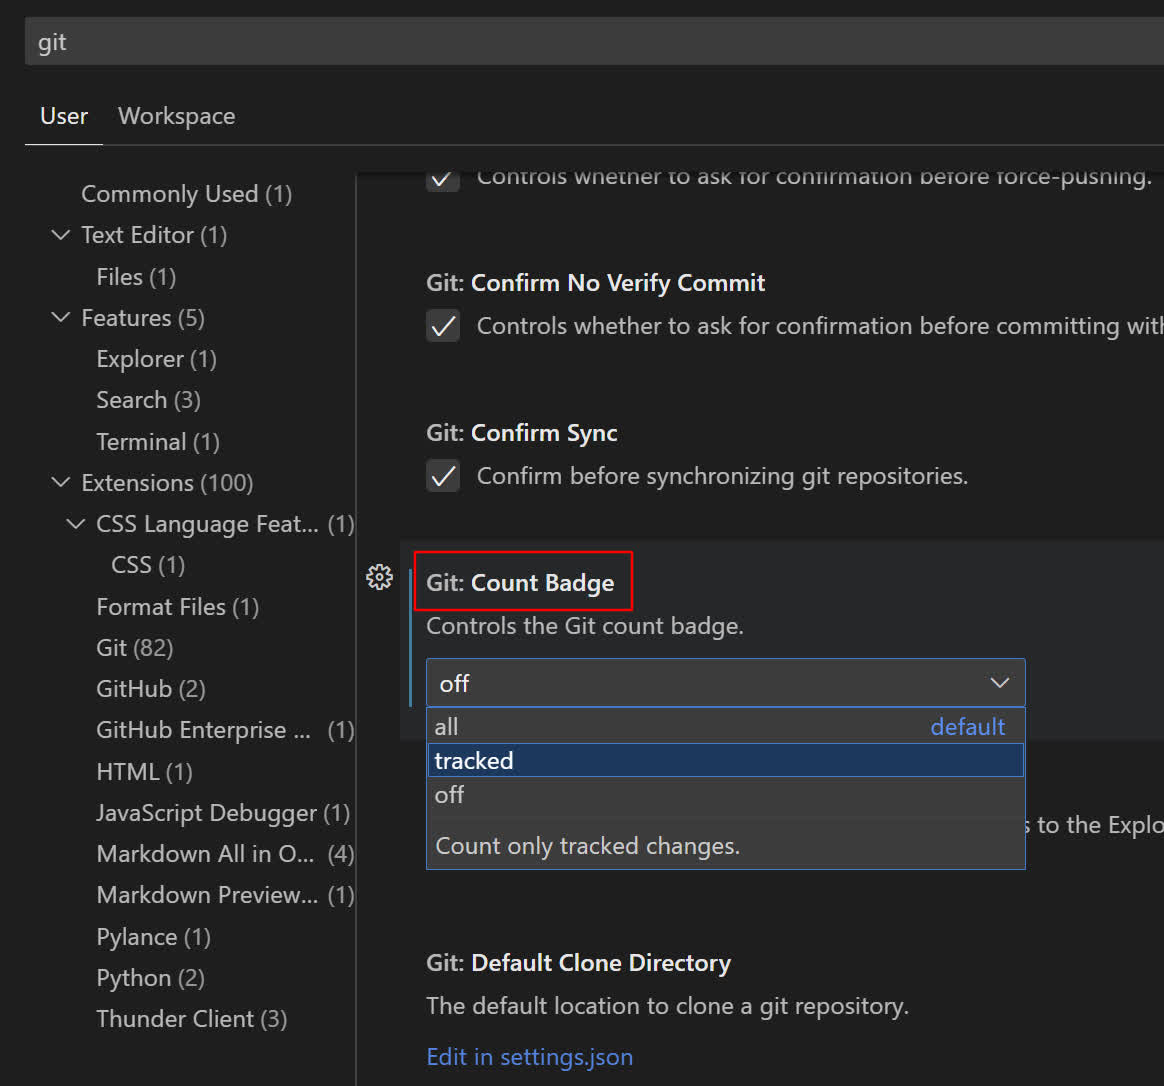 git
User Workspace
Commonly Used (1)
Text Editor (1)
Files (1)
Features (5)
Explorer (1)
Search (3)
Terminal (1)
Extensions (100)
CSS Language Feat... (1)
CSS (1)
Format Files (1)
Git (82)
GitHub (2)
GitHub Enterprise ... (1)
HTML (1)
JavaScript Debugger (1)
Markdown All in O... (4)
Markdown Preview... (1)
Pylance (1)
Python (2)
Thunder Client (3)
Controls whether to ask for confirmation before force-pushing.
Git: Confirm No Verify Commit
Controls whether to ask for confirmation before committing with
Git: Confirm Sync
Confirm before synchronizing git repositories.
Git: Count Badge
Controls the Git count badge.
off
all default
tracked
off
Count only tracked changes.
s to the Explo
Git: Default Clone Directory
The default location to clone a git repository.
Edit in settings.json